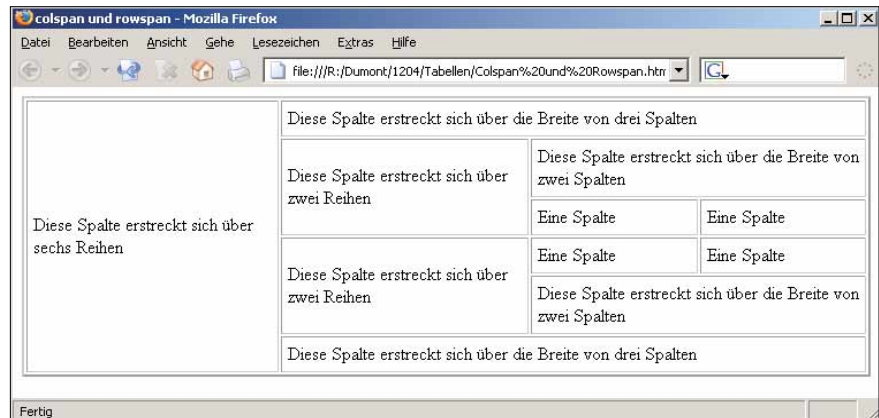 colspan und rowspan - Mozilla Firefox
Datei Bearbeiten Ansicht Gehe Lesezeichen Extras Hilfe
file:///R:/Dumont/1204/Tabellen/Colspan%20und%20Rowspan.htm
G
Diese Spalte erstreckt sich über
sechs Reihen
Diese Spalte erstreckt sich über die Breite von drei Spalten
Diese Spalte erstreckt sich über
zwei Reihen
Diese Spalte erstreckt sich über die Breite von
zwei Spalten
Eine Spalte Eine Spalte
Diese Spalte erstreckt sich über
zwei Reihen
Eine Spalte Eine Spalte
Diese Spalte erstreckt sich über die Breite von
zwei Spalten
Diese Spalte erstreckt sich über die Breite von drei Spalten
Fertig